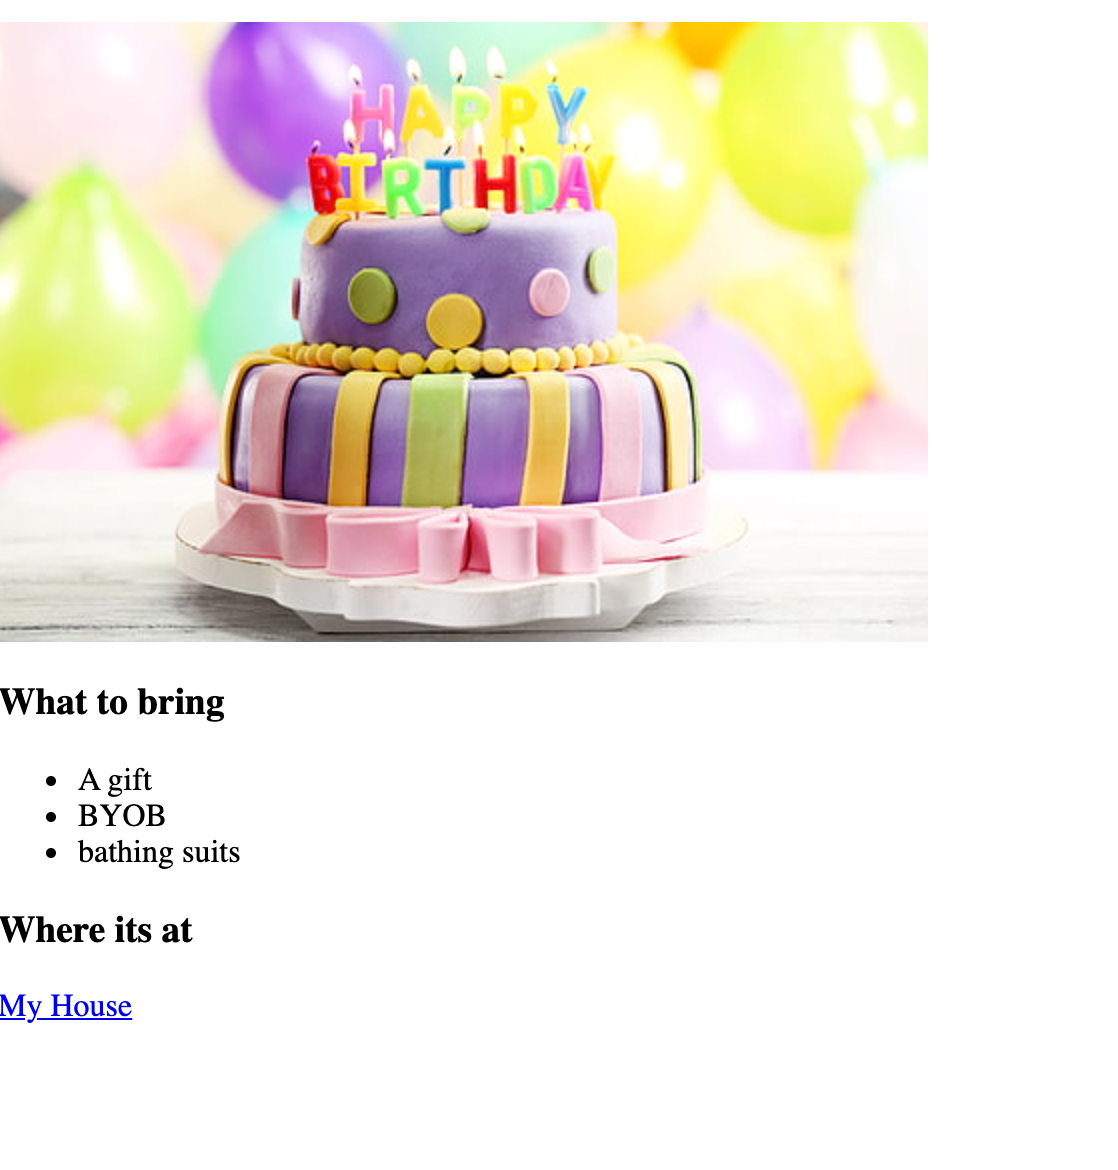 HAPPY
BIRTHDAY
What to bring
A gift
BYOB
bathing suits
Where its at
My House